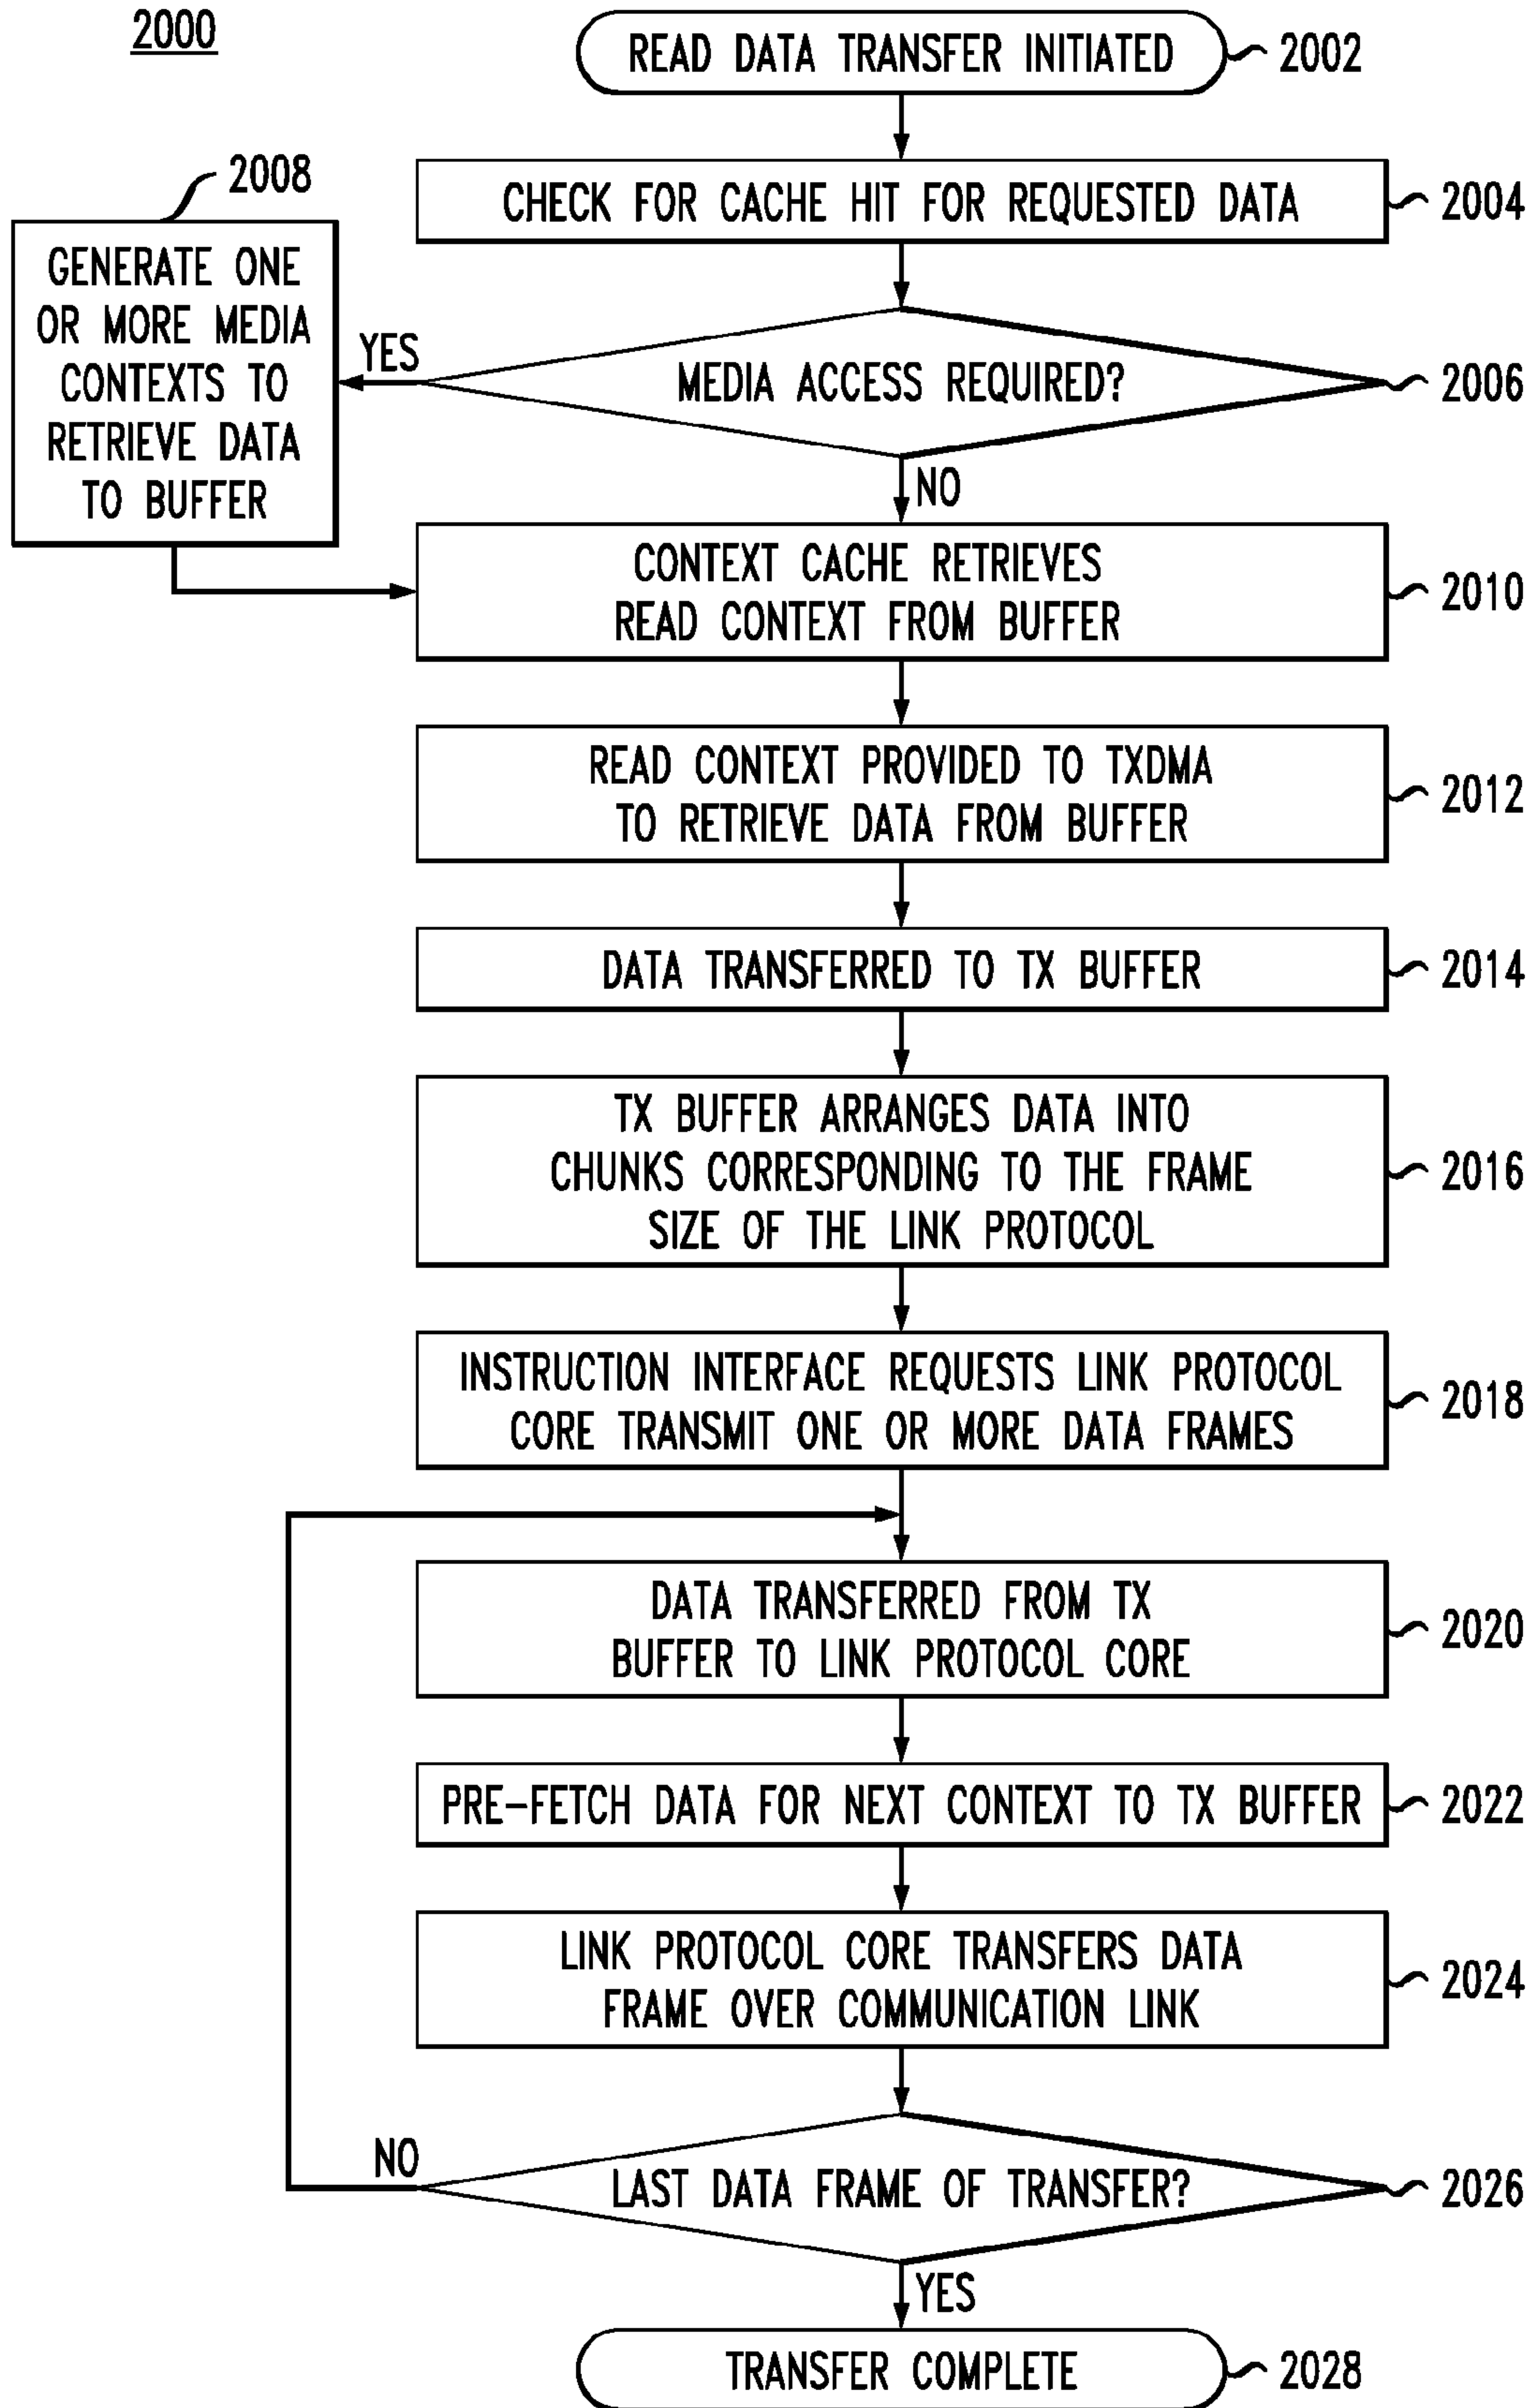 2000
READ DATA TRANSFER INITIATED
2002
CHECK FOR CACHE HIT FOR REQUESTED DATA
2004
2008
GENERATE ONE
OR MORE MEDIA
CONTEXTS TO
RETRIEVE DATA
TO BUFFER
YES
MEDIA ACCESS REQUIRED?
2006
NO
CONTEXT CACHE RETRIEVES
READ CONTEXT FROM BUFFER
2010
READ CONTEXT PROVIDED TO TXDMA
TO RETRIEVE DATA FROM BUFFER
2012
DATA TRANSFERRED TO TX BUFFER
2014
TX BUFFER ARRANGES DATA INTO
CHUNKS CORRESPONDING TO THE FRAME
SIZE OF THE LINK PROTOCOL
2016
INSTRUCTION INTERFACE REQUESTS LINK PROTOCOL
CORE TRANSMIT ONE OR MORE DATA FRAMES
2018
DATA TRANSFERRED FROM TX
BUFFER TO LINK PROTOCOL CORE
2020
PRE-FETCH DATA FOR NEXT CONTEXT TO TX BUFFER
2022
LINK PROTOCOL CORE TRANSFERS DATA
FRAME OVER COMMUNICATION LINK
2024
NO
LAST DATA FRAME OF TRANSFER?
2026
YES
TRANSFER COMPLETE
2028